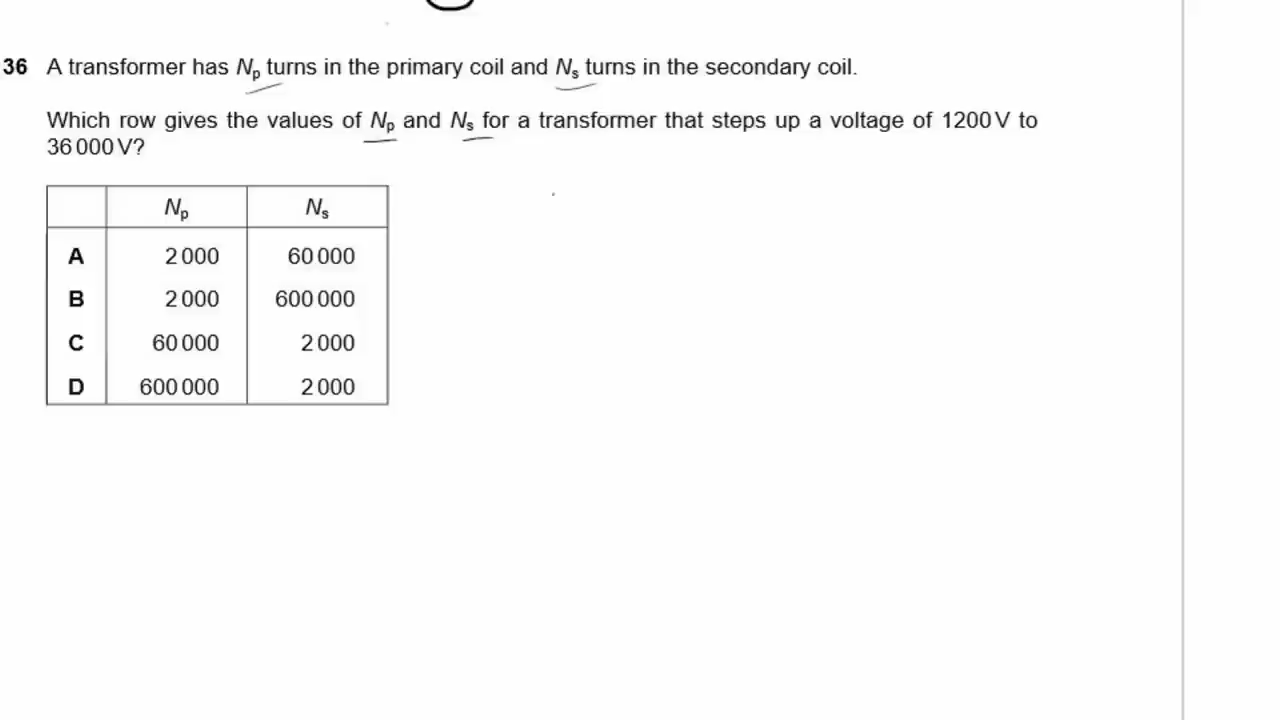 36 A transformer has Np turns in the primary coil and Ns turns in the secondary coil.
Which row gives the values of Np and Ns for a transformer that steps up a voltage of 1200 V to
36 000 V?
Np Ns
A 2 000 60 000
B 2 000 600 000
C 60 000 2 000
D 600 000 2 000